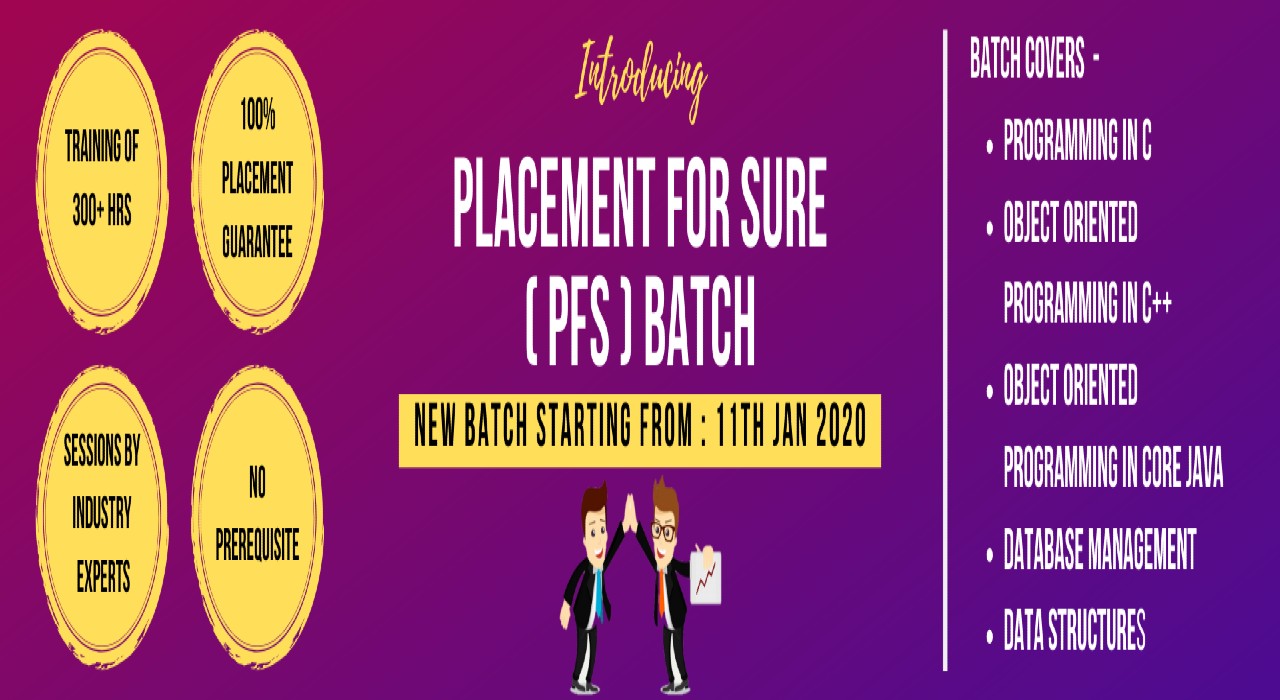 TRAINING OF
300+ HRS
100%
PLACEMENT
GUARANTEE
SESSIONS BY
INDUSTRY
EXPERTS
NO
PREREQUISITE
Introducing
PLACEMENT FOR SURE
( PFS ) BATCH
NEW BATCH STARTING FROM : 11TH JAN 2020
BATCH COVERS -
• PROGRAMMING IN C
• OBJECT ORIENTED
PROGRAMMING IN C++
• OBJECT ORIENTED
PROGRAMMING IN CORE JAVA
• DATABASE MANAGEMENT
• DATA STRUCTURES